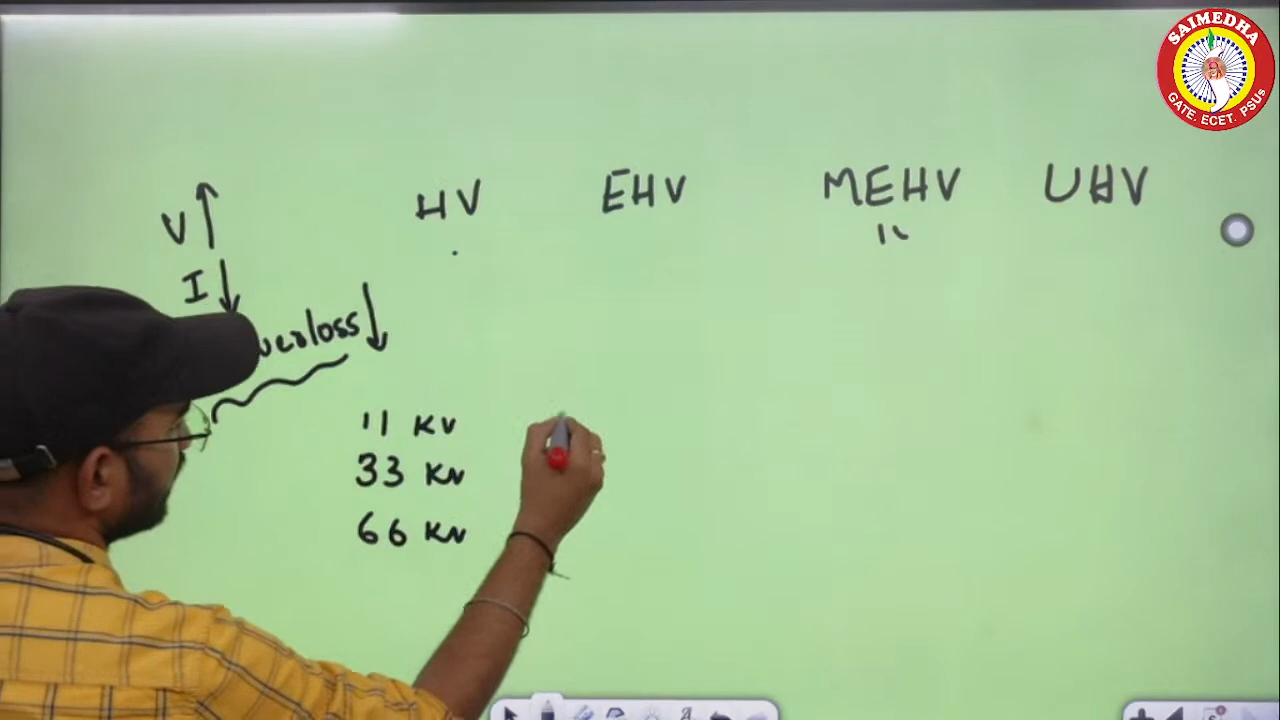 SAIMEDHA
GATE. ECET. PSUs
HV EHV MEHV UHV
V
I
loss
11 KV
33 KV
66 KV